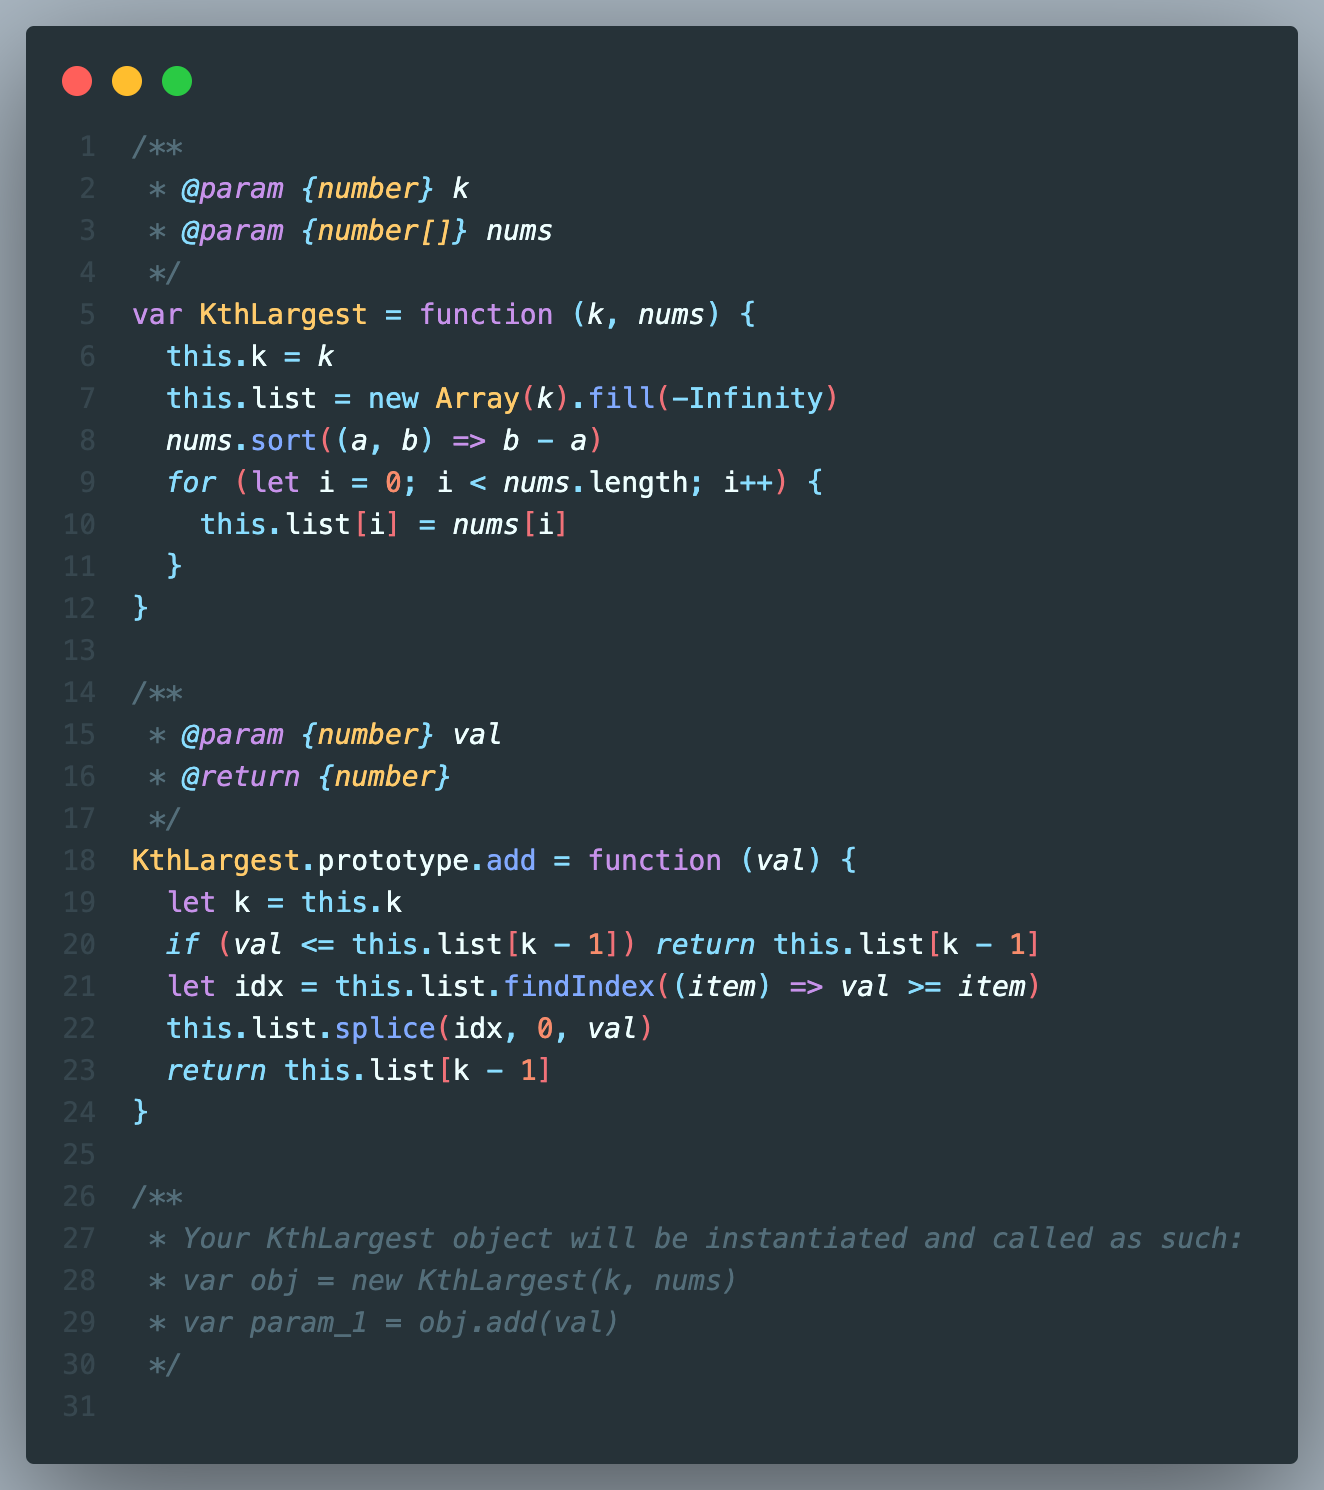 1 /**
2  * @param {number} k
3  * @param {number[]} nums
4  */
5 var KthLargest = function (k, nums) {
6   this.k = k
7   this.list = new Array(k).fill(-Infinity)
8   nums.sort((a, b) => b - a)
9   for (let i = 0; i < nums.length; i++) {
10     this.list[i] = nums[i]
11   }
12 }
13
14 /**
15  * @param {number} val
16  * @return {number}
17  */
18 KthLargest.prototype.add = function (val) {
19   let k = this.k
20   if (val <= this.list[k - 1]) return this.list[k - 1]
21   let idx = this.list.findIndex((item) => val >= item)
22   this.list.splice(idx, 0, val)
23   return this.list[k - 1]
24 }
25
26 /**
27  * Your KthLargest object will be instantiated and called as such:
28  * var obj = new KthLargest(k, nums)
29  * var param_1 = obj.add(val)
30  */
31